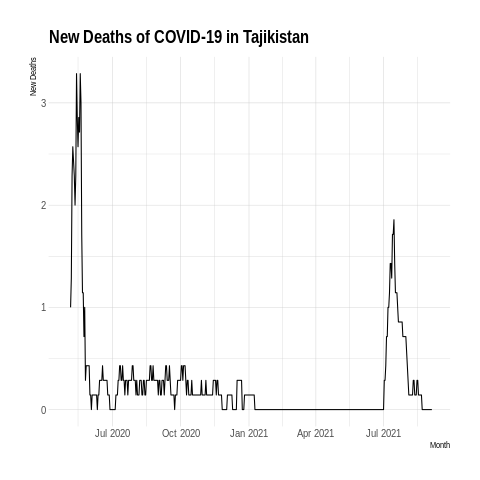 New Deaths of COVID-19 in Tajikistan
New Deaths
3
2
1
0
Jul 2020
Oct 2020
Jan 2021
Apr 2021
Jul 2021
Month